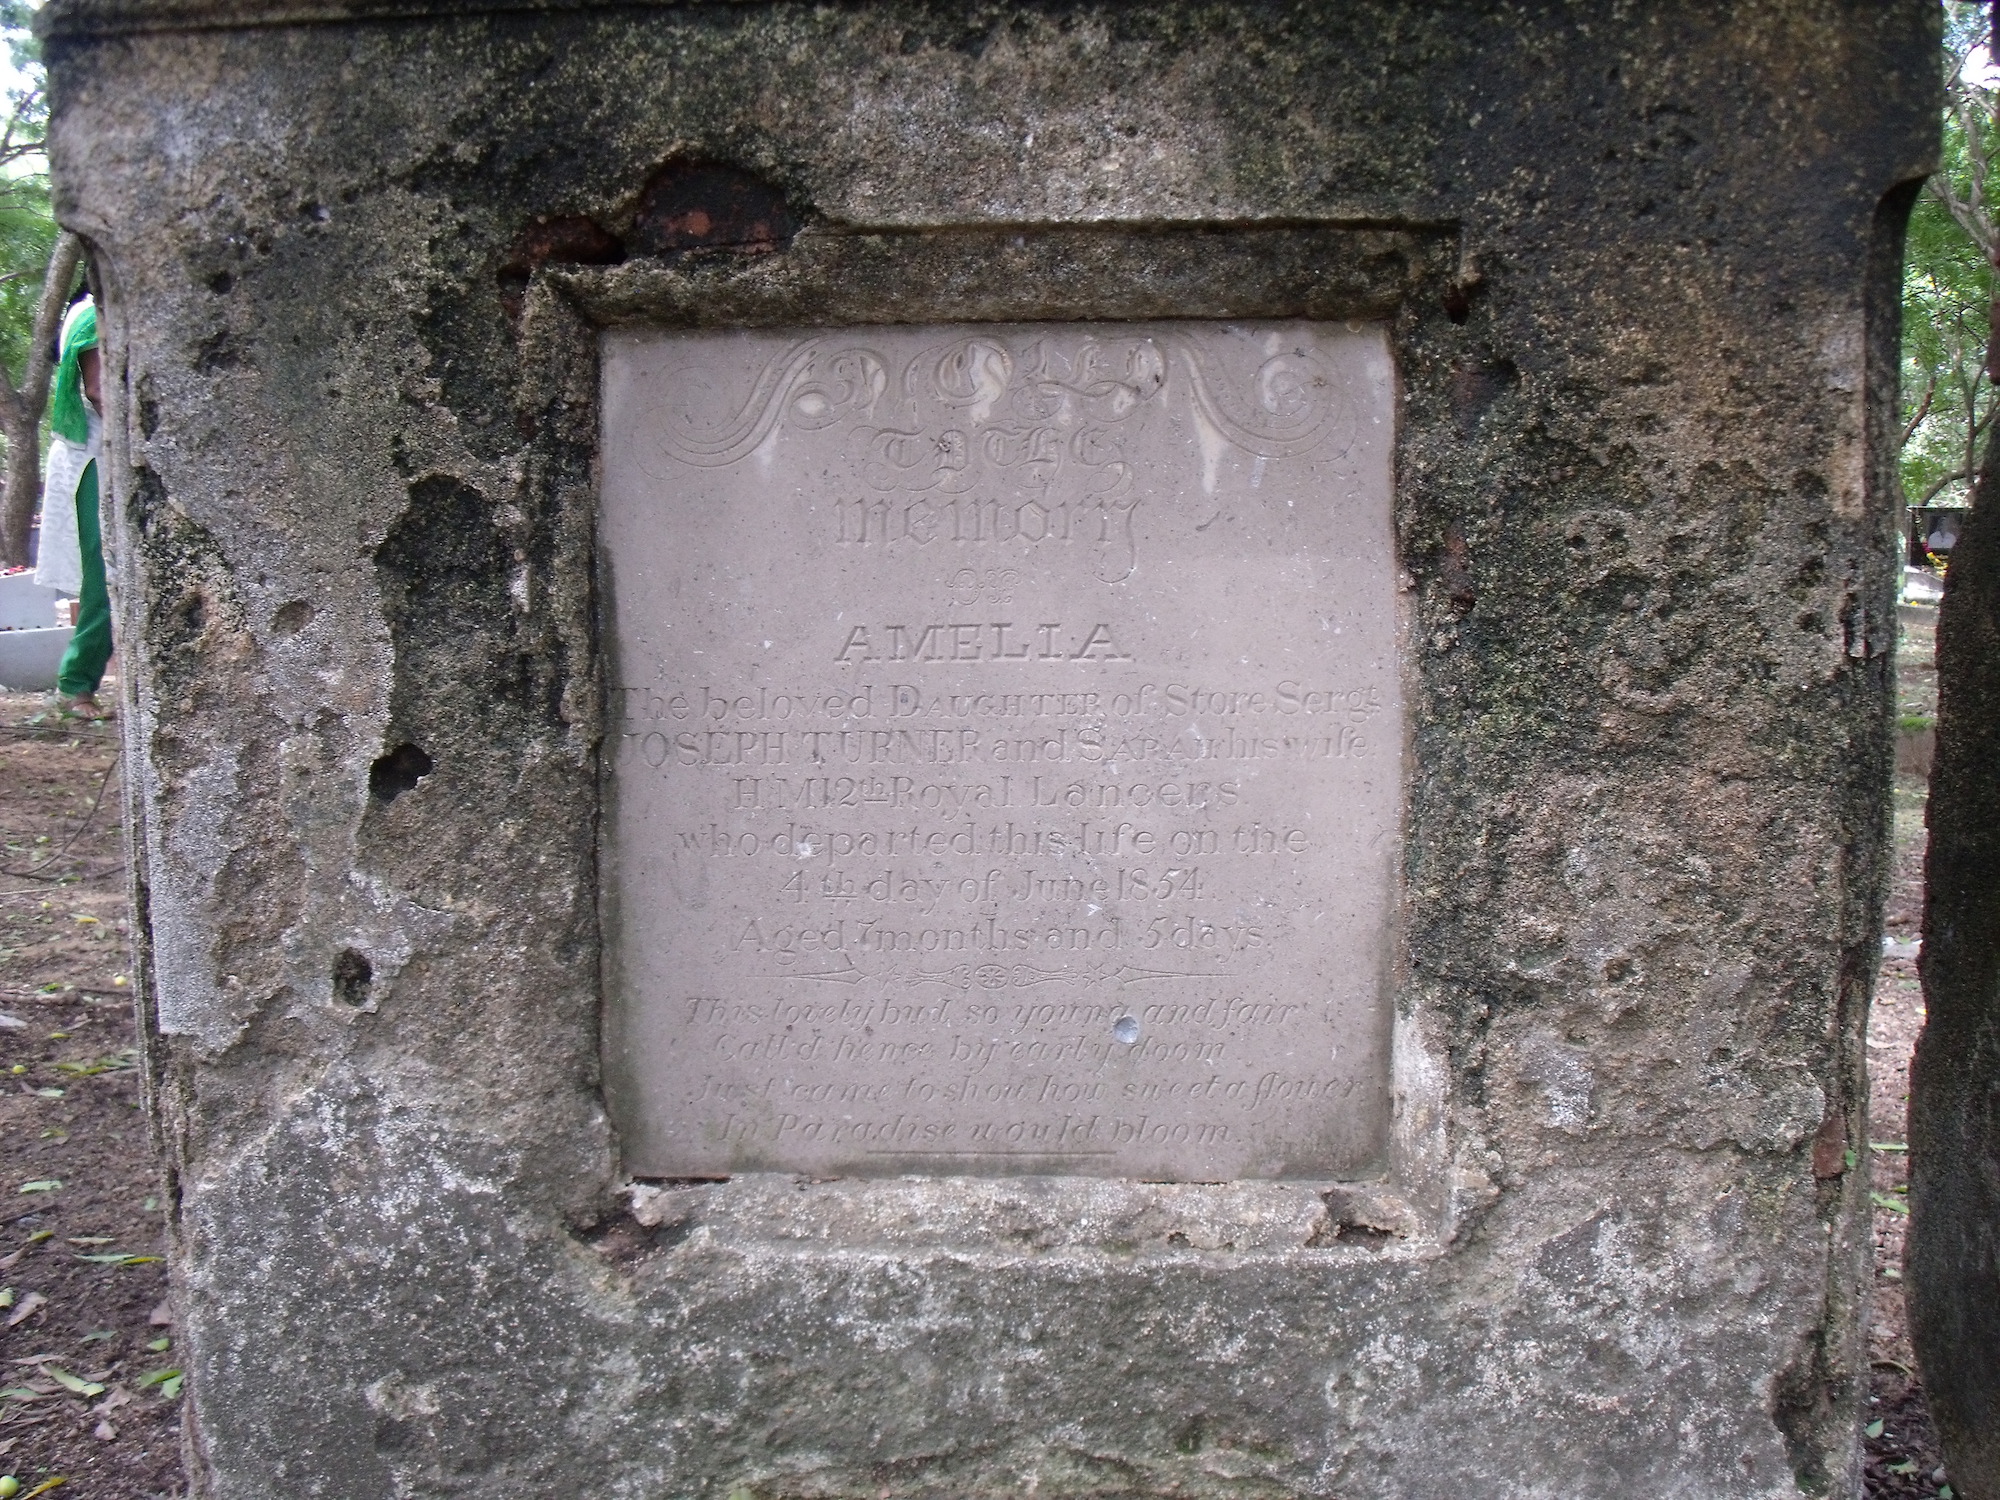 SACRED
TO THE
memory
OF
AMELIA
The beloved DAUGHTER of Store Sergt.
JOSEPH TURNER and SARAH his wife
H M 12th Royal Lancers
who departed this life on the
4th day of June 1854.
Aged 7 months and 5 days.
This lovely bud, so young and fair
Call'd hence by early doom
Just came to show how sweet a flower
In Paradise would bloom.